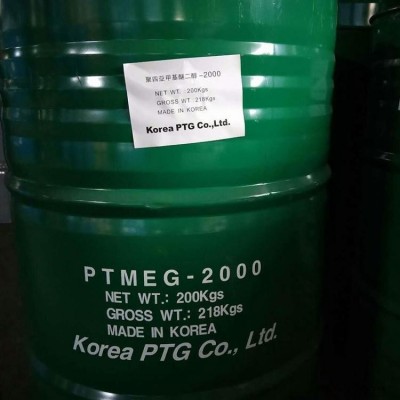 聚四亚甲基醚二醇-2000
NET WT.: 200Kgs
GROSS WT.: 218Kgs
MADE IN KOREA
Korea PTG Co.,Ltd.
PTMEG-2000
NET WT.: 200Kgs
GROSS WT.: 218Kgs
MADE IN KOREA
Korea PTG Co., Ltd.